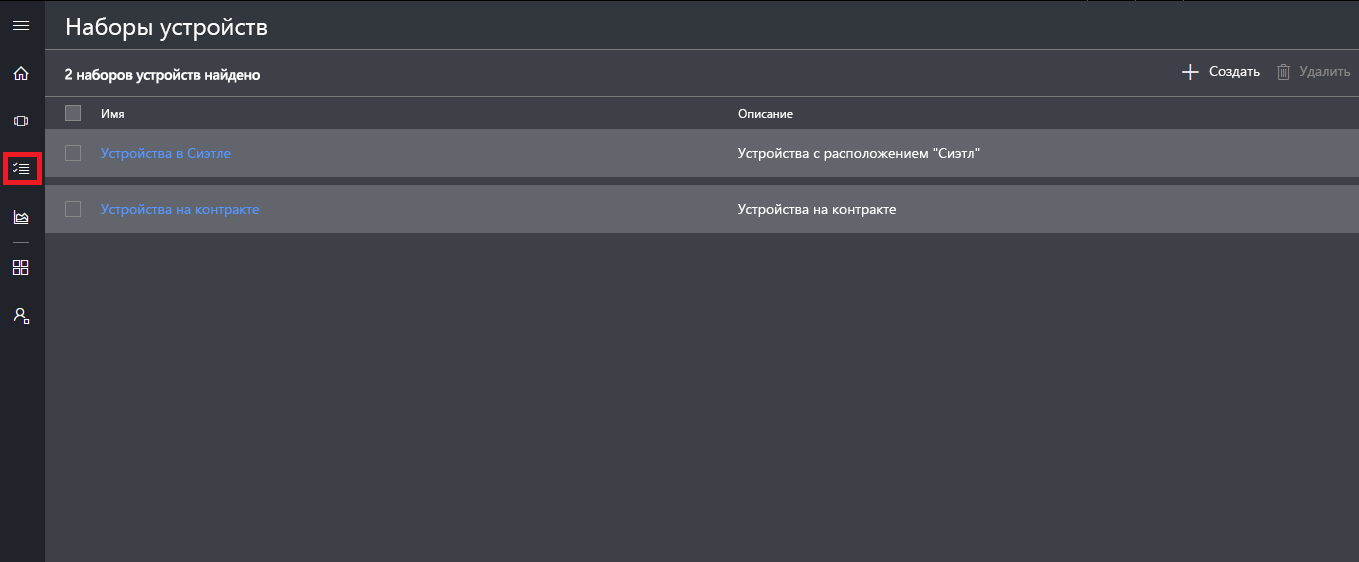 Наборы устройств
2 наборов устройств найдено
Создать
Удалить
Имя
Описание
Устройства в Сиэтле
Устройства с расположением "Сиэтл"
Устройства на контракте
Устройства на контракте